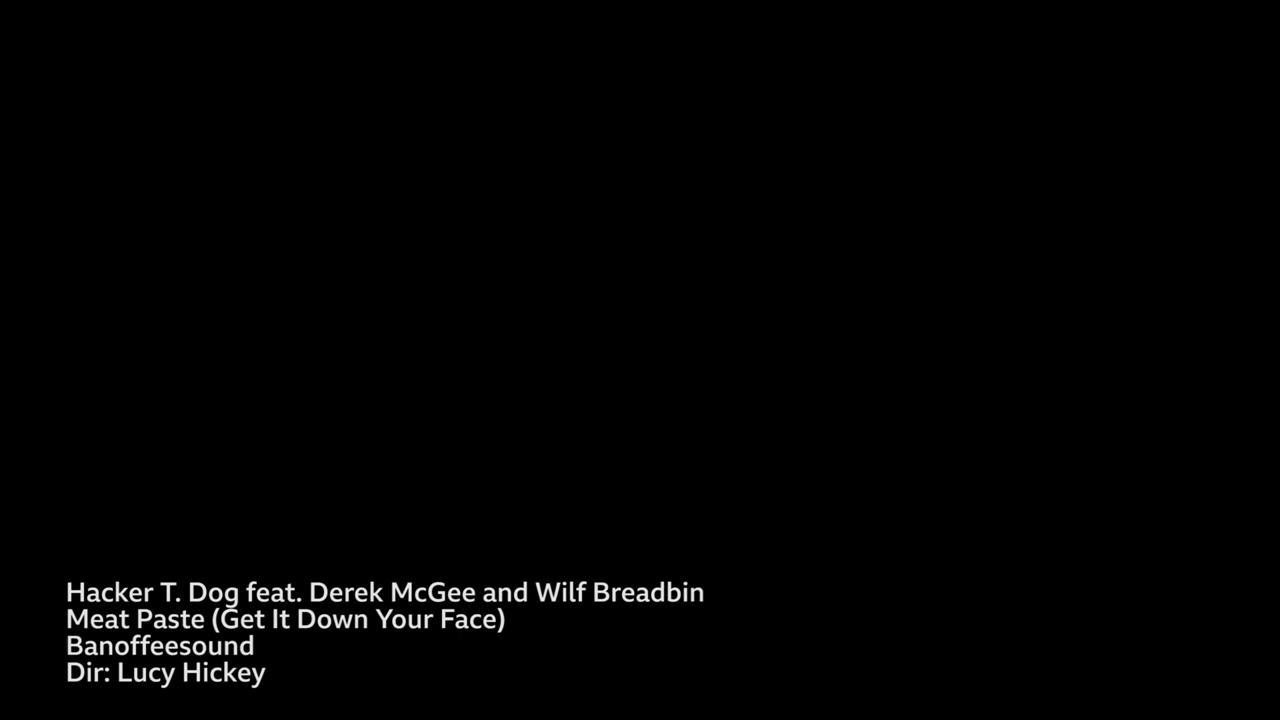 Hacker T. Dog feat. Derek McGee and Wilf Breadbin
Meat Paste (Get It Down Your Face)
Banoffeesound
Dir: Lucy Hickey